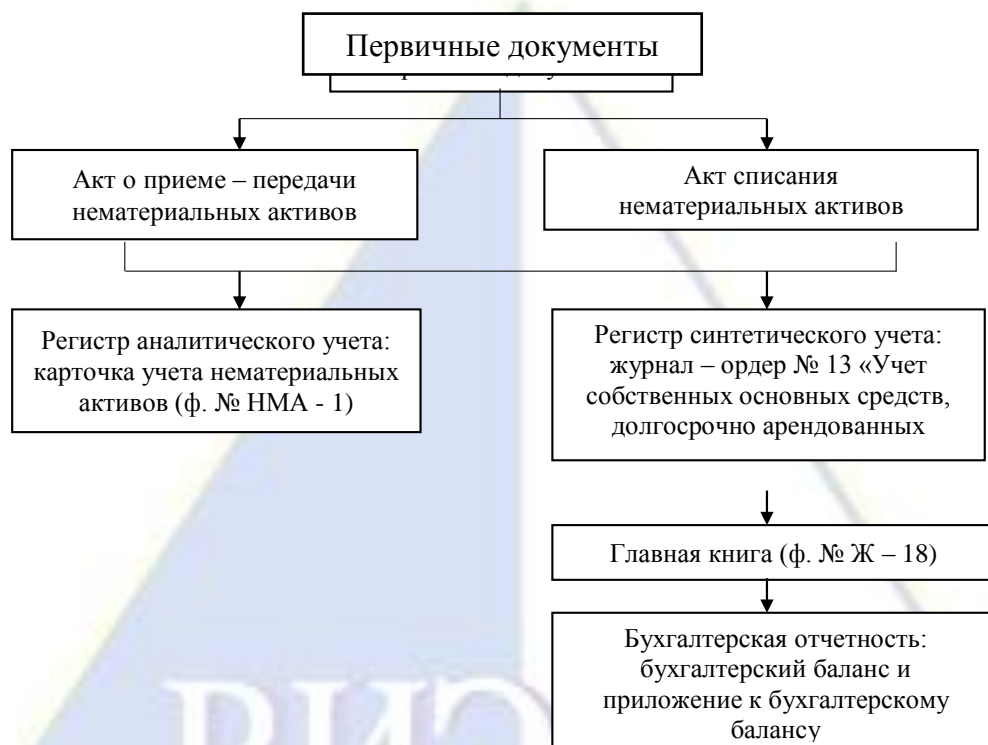 Первичные документы
Акт о приеме – передачи
нематериальных активов
Акт списания
нематериальных активов
Регистр аналитического учета:
карточка учета нематериальных
активов (ф. № НМА - 1)
Регистр синтетического учета:
журнал – ордер № 13 «Учет
собственных основных средств,
долгосрочно арендованных
Главная книга (ф. № Ж – 18)
Бухгалтерская отчетность:
бухгалтерский баланс и
приложение к бухгалтерскому
балансу
ВИЭ